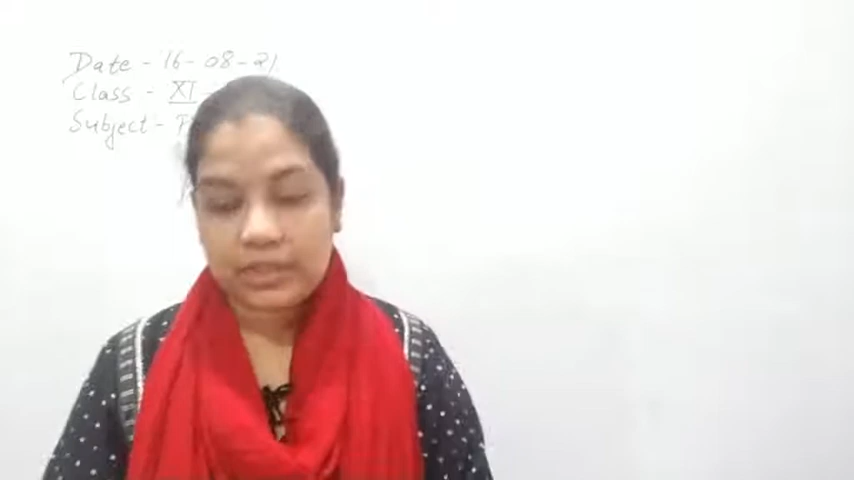 Date - 16-08-21
Class - XI -
Subject -